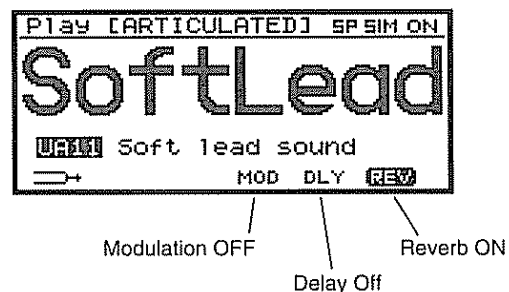 Play [ARTICULATED] SP SIM ON
SoftLead
UA11 Soft lead sound
MOD DLY REV
Modulation OFF
Reverb ON
Delay Off